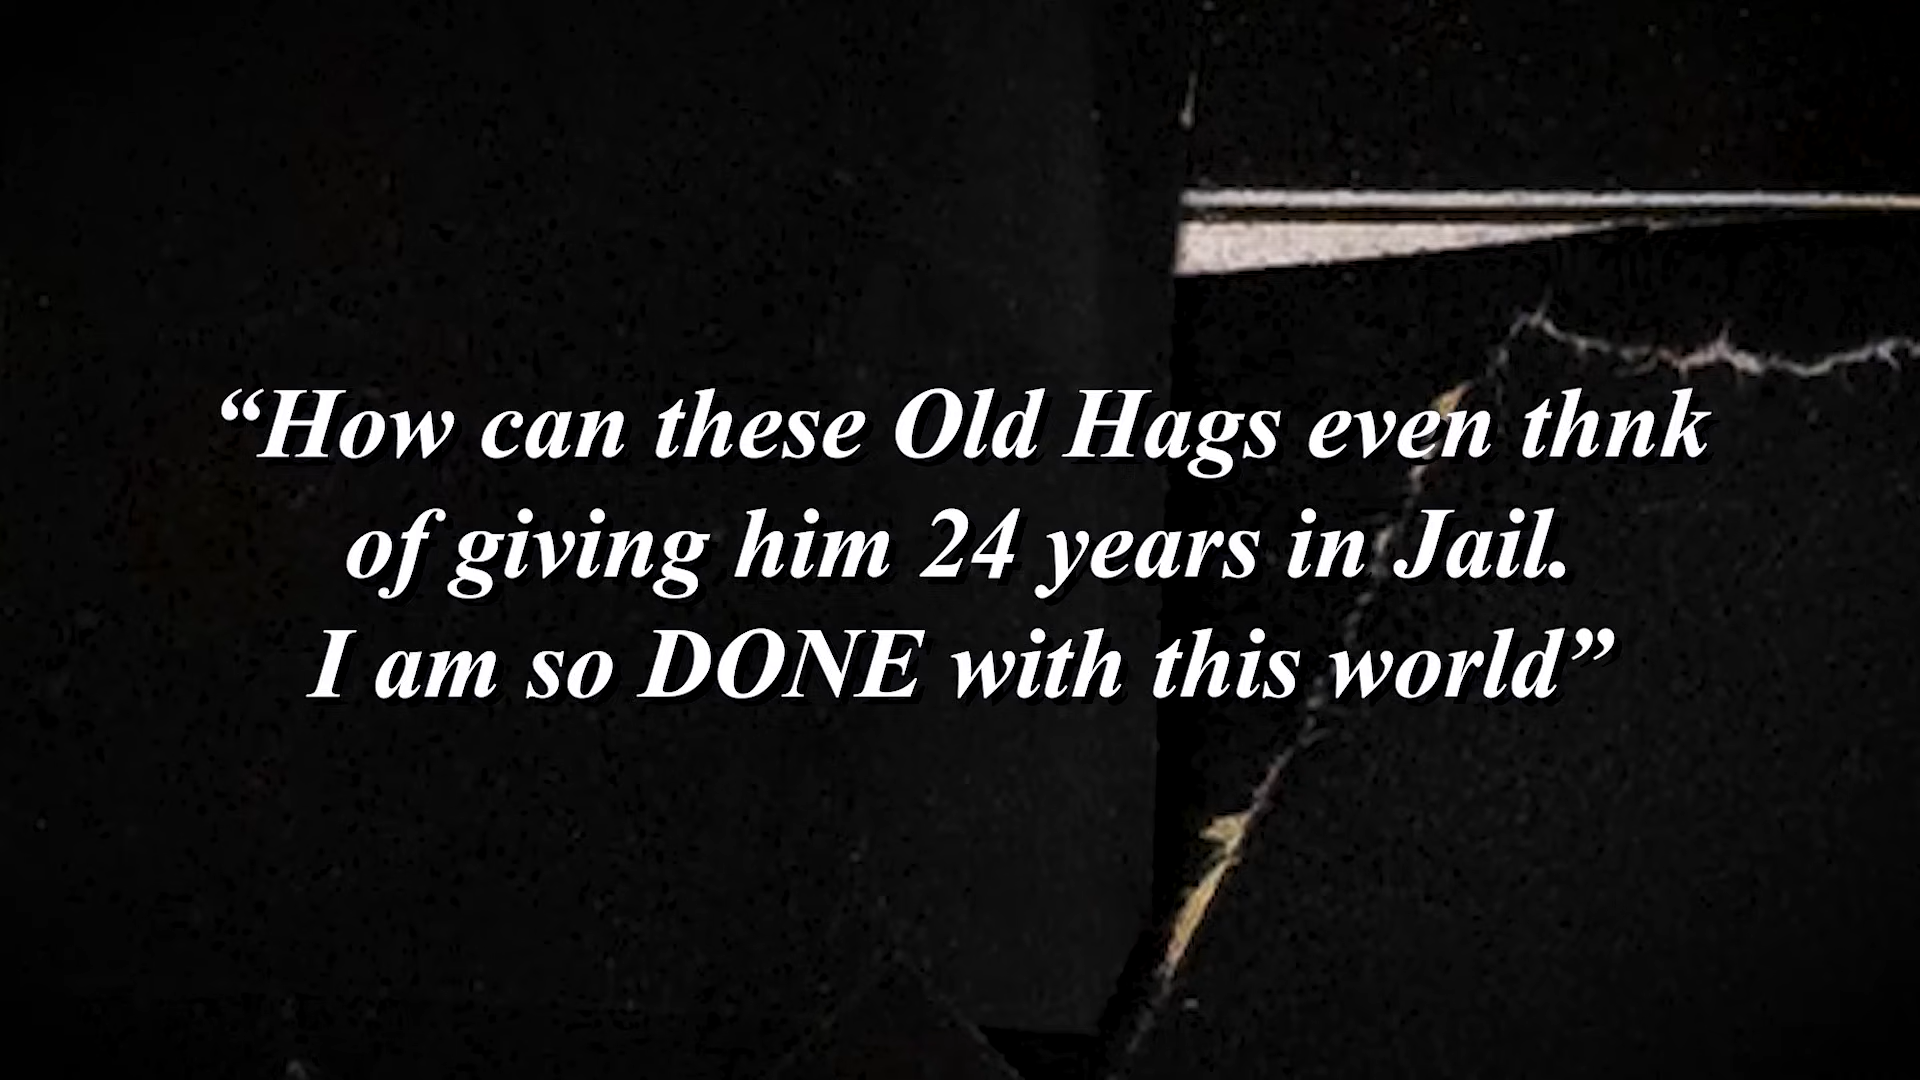 “How can these Old Hags even thnk
of giving him 24 years in Jail.
I am so DONE with this world”